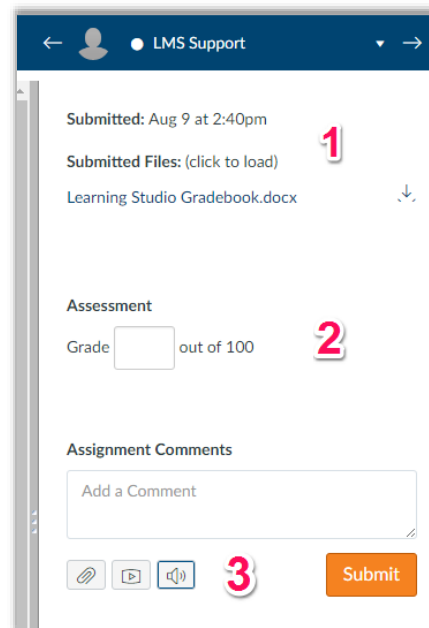 LMS Support
Submitted: Aug 9 at 2:40pm
1
Submitted Files: (click to load)
Learning Studio Gradebook.docx
Assessment
Grade out of 100
2
Assignment Comments
Add a Comment
3
Submit